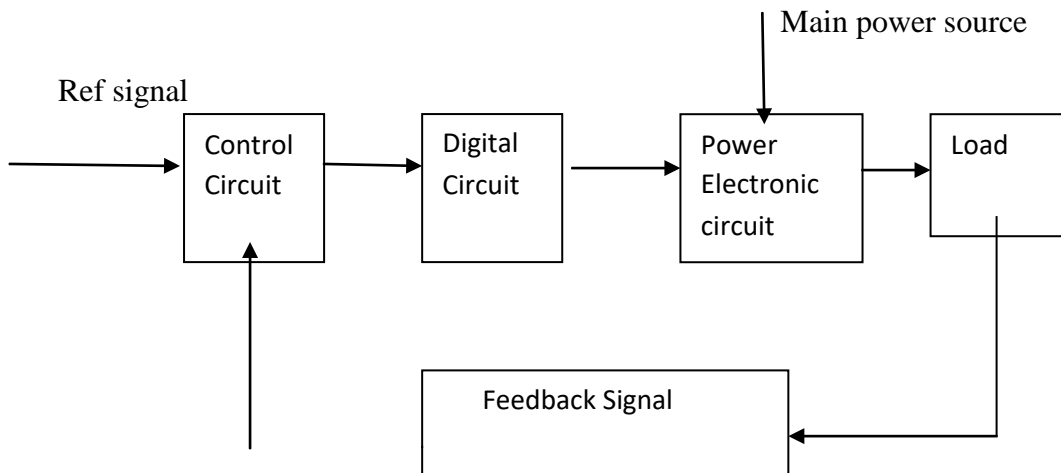 Main power source
Ref signal
Control
Circuit
Digital
Circuit
Power
Electronic
circuit
Load
Feedback Signal